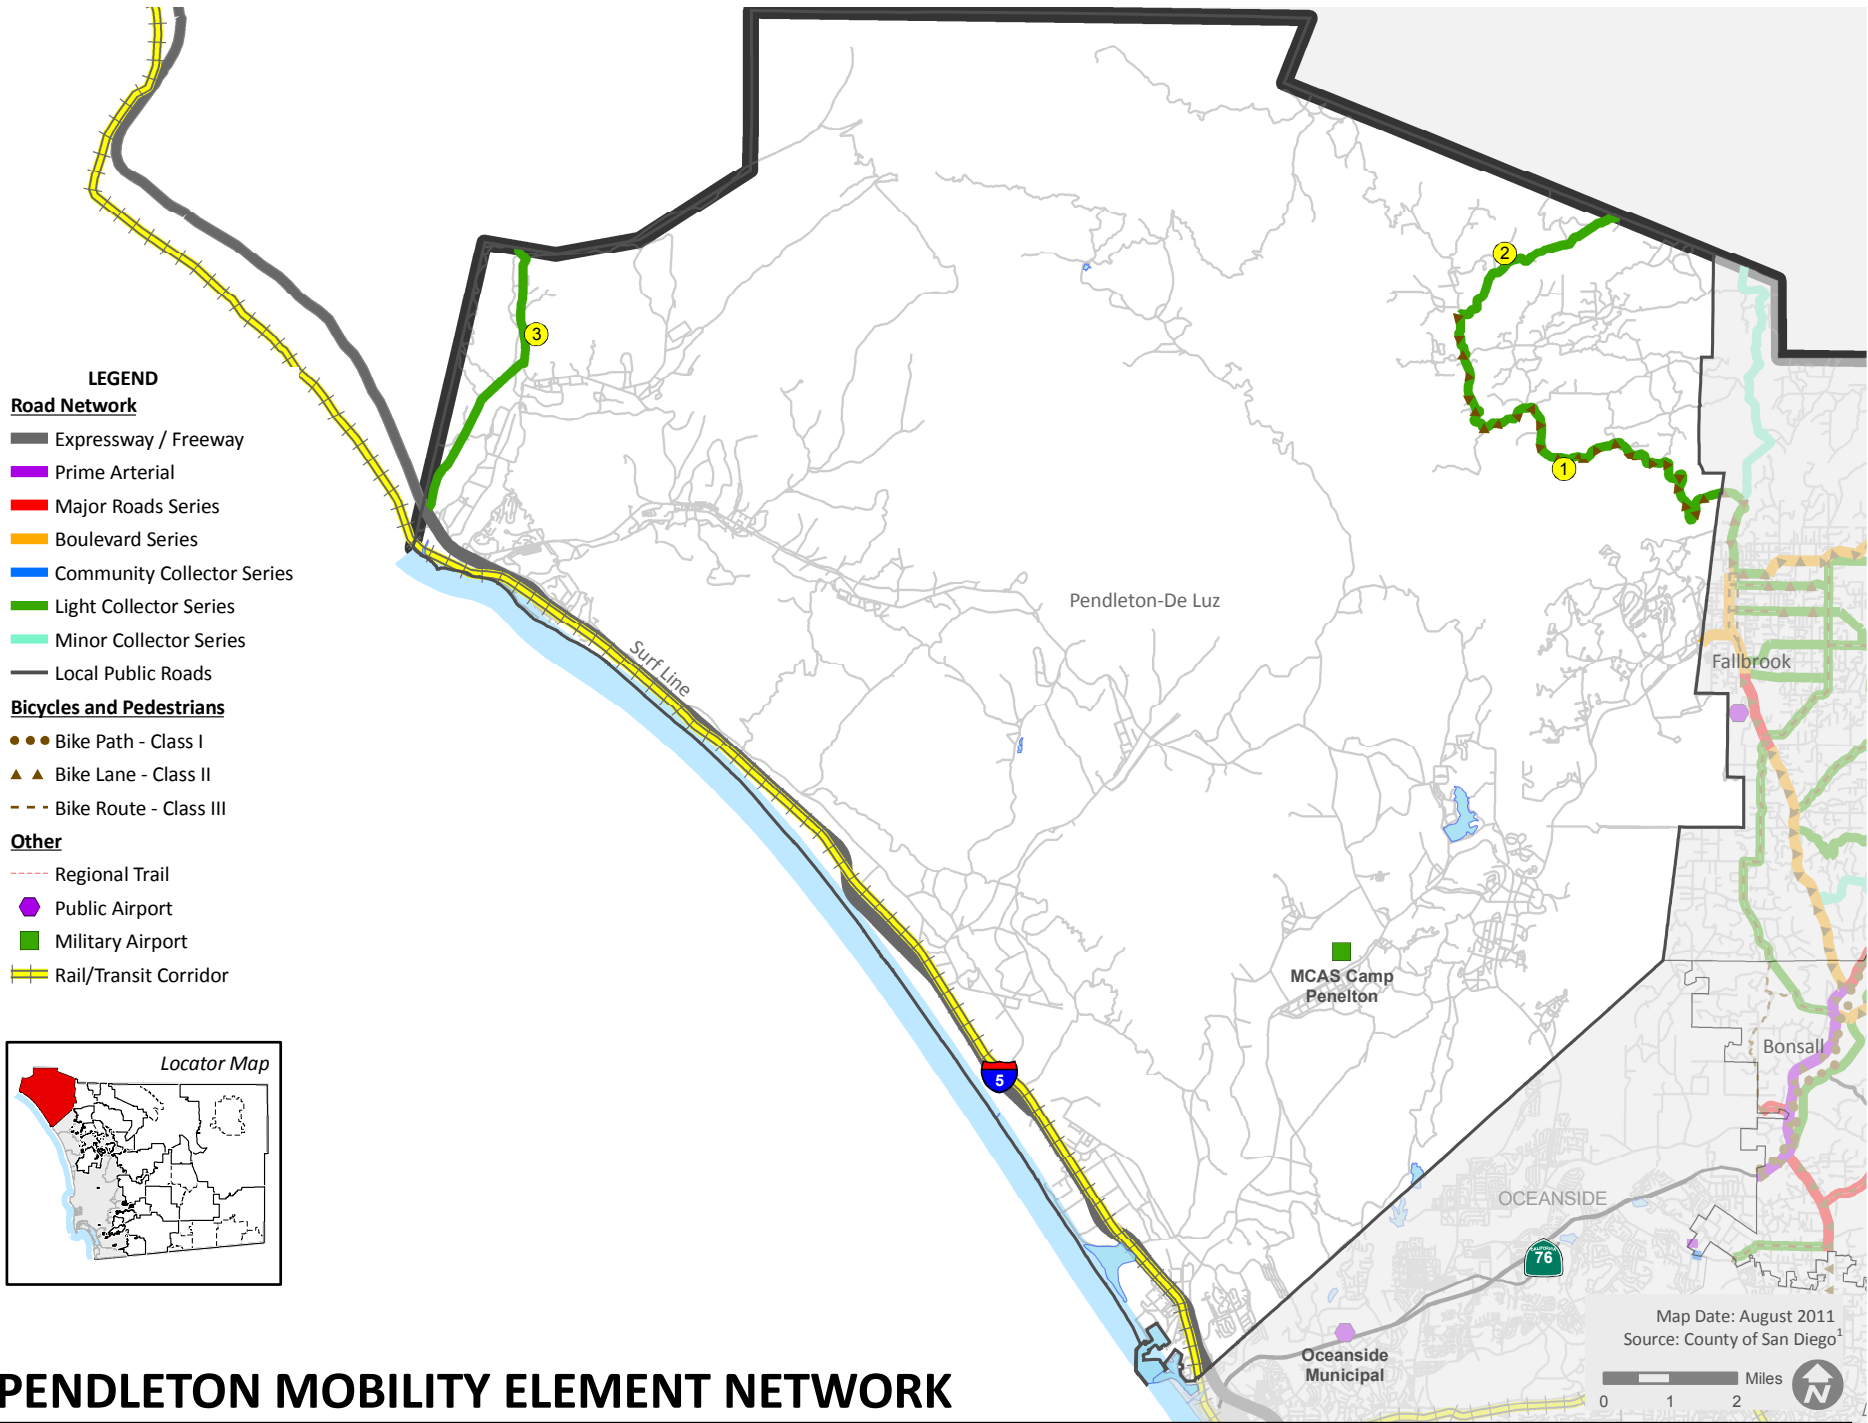 2
3
LEGEND
Road Network
Expressway / Freeway
Prime Arterial
Major Roads Series
Boulevard Series
Community Collector Series
Light Collector Series
Minor Collector Series
Local Public Roads
Bicycles and Pedestrians
Bike Path - Class I
Bike Lane - Class II
Bike Route - Class III
Other
Regional Trail
Public Airport
Military Airport
Rail/Transit Corridor
1
Pendleton-De Luz
Surf Line
Fallbrook
MCAS Camp
Penelton
Bonsall
5
Locator Map
OCEANSIDE
CALIFORNIA
76
Oceanside
Municipal
Map Date: August 2011
Source: County of San Diego1
Miles
0 1 2
N
PENDLETON MOBILITY ELEMENT NETWORK